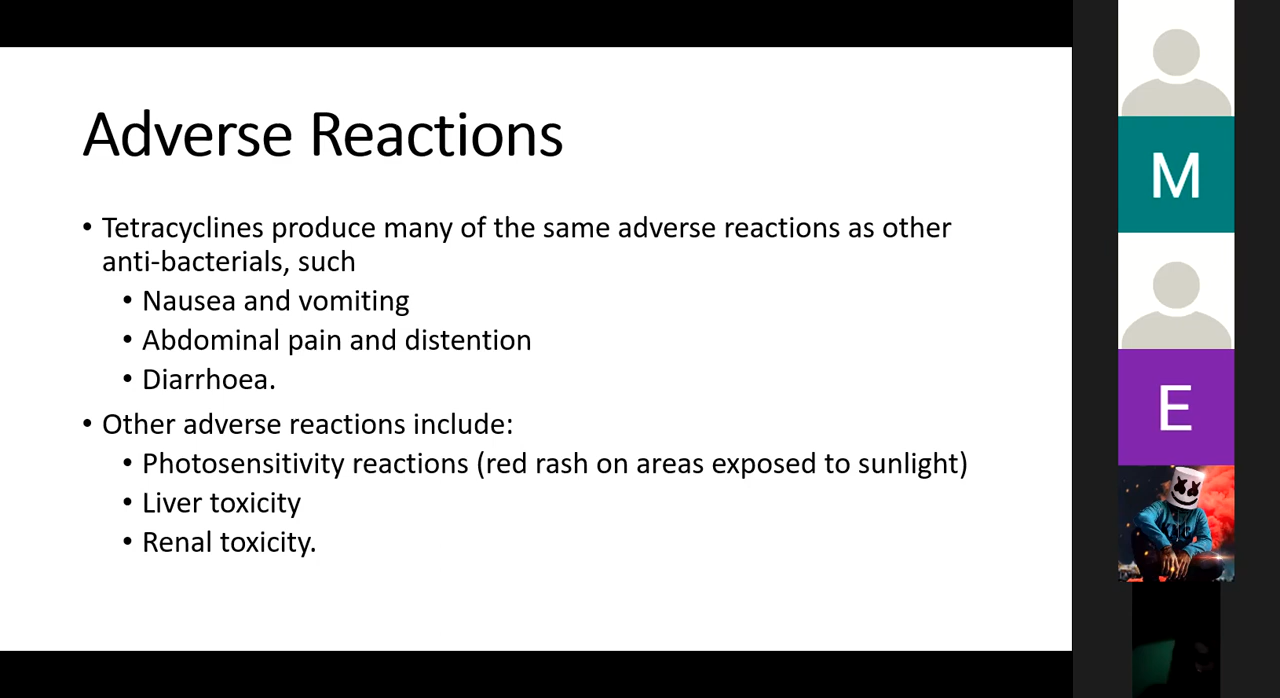 Adverse Reactions
• Tetracyclines produce many of the same adverse reactions as other
anti-bacterials, such
• Nausea and vomiting
• Abdominal pain and distention
• Diarrhoea.
• Other adverse reactions include:
• Photosensitivity reactions (red rash on areas exposed to sunlight)
• Liver toxicity
• Renal toxicity.
M
E